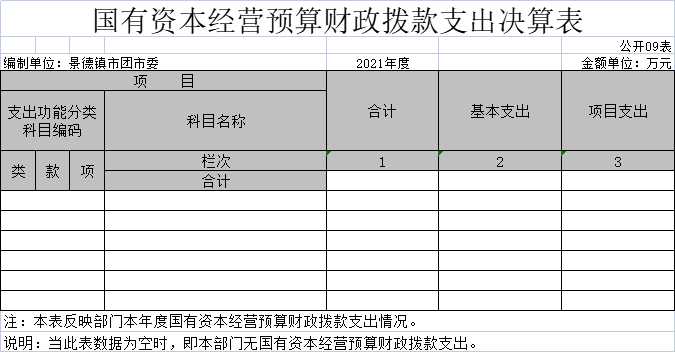 国有资本经营预算财政拨款支出决算表
公开09表
编制单位：景德镇市团市委 2021年度 金额单位：万元
项 目 合计 基本支出 项目支出
支出功能分类科目编码 科目名称
类 款 项 栏次 1 2 3
合计
注：本表反映部门本年度国有资本经营预算财政拨款支出情况。
说明：当此表数据为空时，即本部门无国有资本经营预算财政拨款支出。